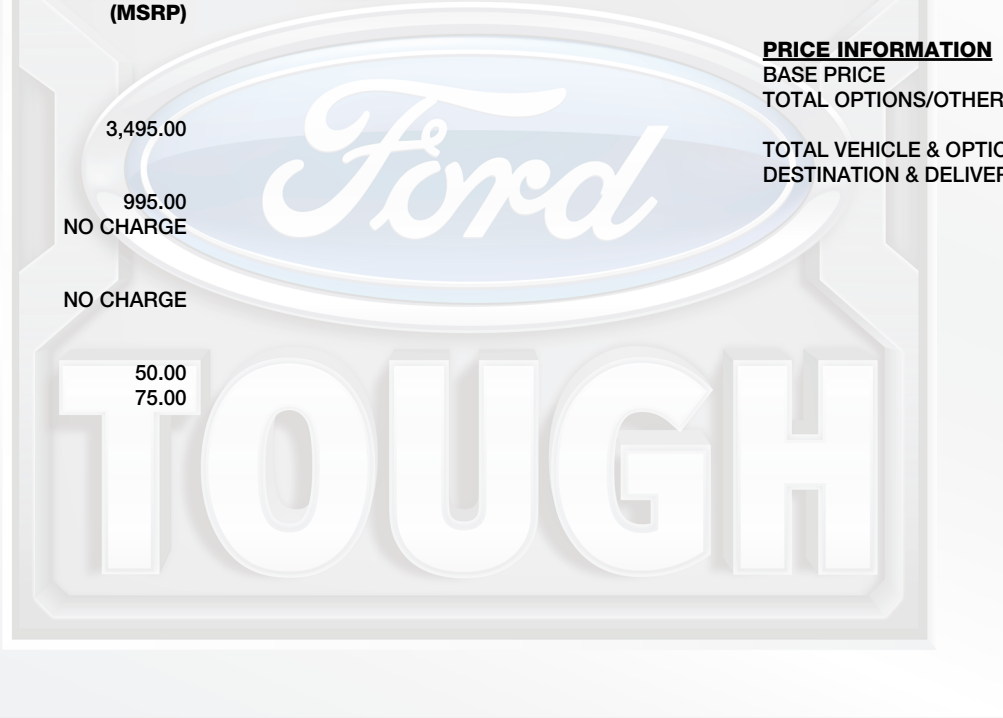 (MSRP)
3,495.00
995.00
NO CHARGE
NO CHARGE
50.00
75.00
PRICE INFORMATION
BASE PRICE
TOTAL OPTIONS/OTHER
TOTAL VEHICLE & OPTIO
DESTINATION & DELIVER
Ford
TOUGH